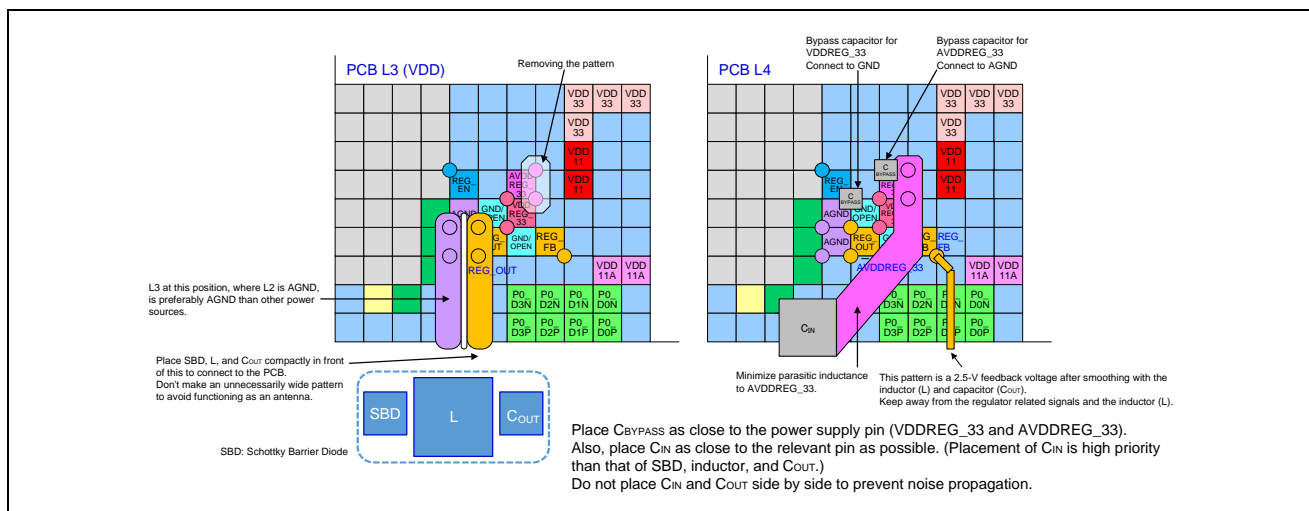 PCB L3 (VDD)
Removing the pattern
VDD 33
VDD 33
VDD 33
VDD 33
VDD 11
VDD 11
REG_ EN
AVDD REG_ 33
AGND
GND/ OPEN
VDD REG_ 33
GND/ OPEN
REG_ FB
REG_OUT
VDD 11A
VDD 11A
P0_ D3N
P0_ D2N
P0_ D1N
P0_ D0N
P0_ D3P
P0_ D2P
P0_ D1P
P0_ D0P
L3 at this position, where L2 is AGND,
is preferably AGND than other power
sources.
Place SBD, L, and COUT compactly in front
of this to connect to the PCB.
Don't make an unnecessarily wide pattern
to avoid functioning as an antenna.
SBD
L
COUT
SBD: Schottky Barrier Diode
PCB L4
Bypass capacitor for
VDDREG_33
Connect to GND
Bypass capacitor for
AVDDREG_33
Connect to AGND
VDD 33
VDD 33
VDD 33
VDD 33
VDD 11
VDD 11
REG_ EN
C BYPASS
C BYPASS
AGND
GND/ OPEN
AGND
REG_ OUT
REG_ FB
AVDDREG_33
VDD 11A
VDD 11A
P0_ D3N
P0_ D2N
P0_ D0N
P0_ D3P
P0_ D2P
P0_ D0P
CIN
Minimize parasitic inductance
to AVDDREG_33.
This pattern is a 2.5-V feedback voltage after smoothing with the
inductor (L) and capacitor (COUT).
Keep away from the regulator related signals and the inductor (L).
Place CBYPASS as close to the power supply pin (VDDREG_33 and AVDDREG_33).
Also, place CIN as close to the relevant pin as possible. (Placement of CIN is high priority
than that of SBD, inductor, and COUT.)
Do not place CIN and COUT side by side to prevent noise propagation.